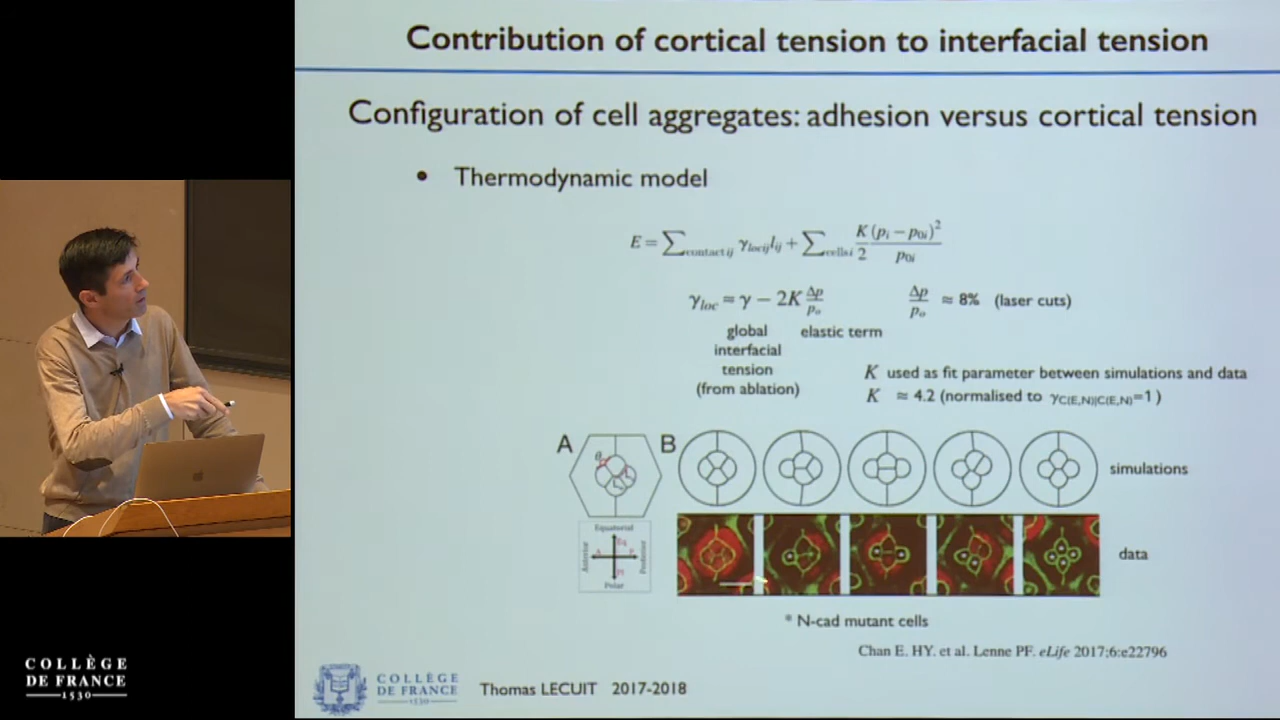 Contribution of cortical tension to interfacial tension
Configuration of cell aggregates: adhesion versus cortical tension
• Thermodynamic model
E = ∑contact ij γlocij lij + ∑cells i K/2 (pi − p0i)² / p0i
γloc = γ − 2K Δp/po
Δp/po ≈ 8% (laser cuts)
global interfacial tension (from ablation)
elastic term
K used as fit parameter between simulations and data
K ≈ 4.2 (normalised to γC(E,N)|C(E,N)=1 )
A
B
θ
simulations
Equatorial
Eq
Anterior
A
P
Posterior
Pl
Polar
data
* N-cad mutant cells
Chan E. HY. et al. Lenne PF. eLife 2017;6:e22796
COLLÈGE
DE FRANCE
1530
COLLÈGE
DE FRANCE
1530
Thomas LECUIT 2017-2018